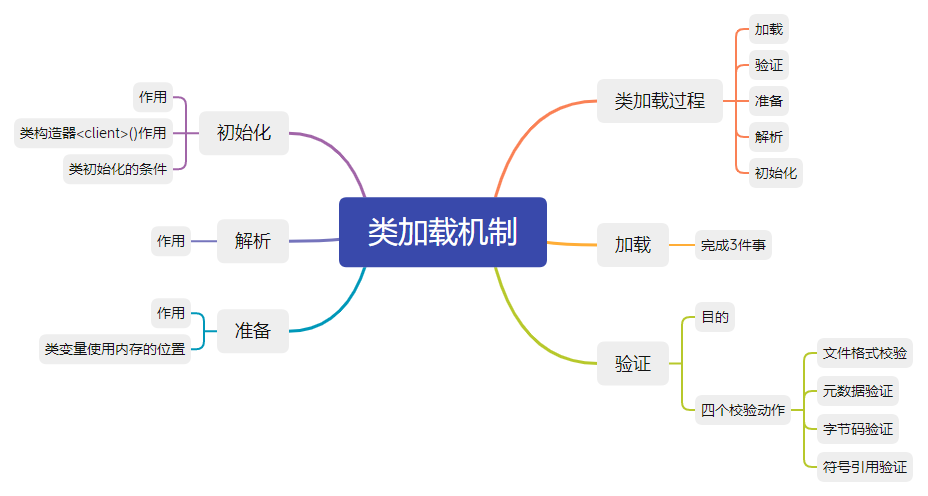 类加载机制
类加载过程
加载
验证
准备
解析
初始化
加载
完成3件事
验证
目的
四个校验动作
文件格式校验
元数据验证
字节码验证
符号引用验证
初始化
作用
类构造器<client>()作用
类初始化的条件
解析
作用
准备
作用
类变量使用内存的位置